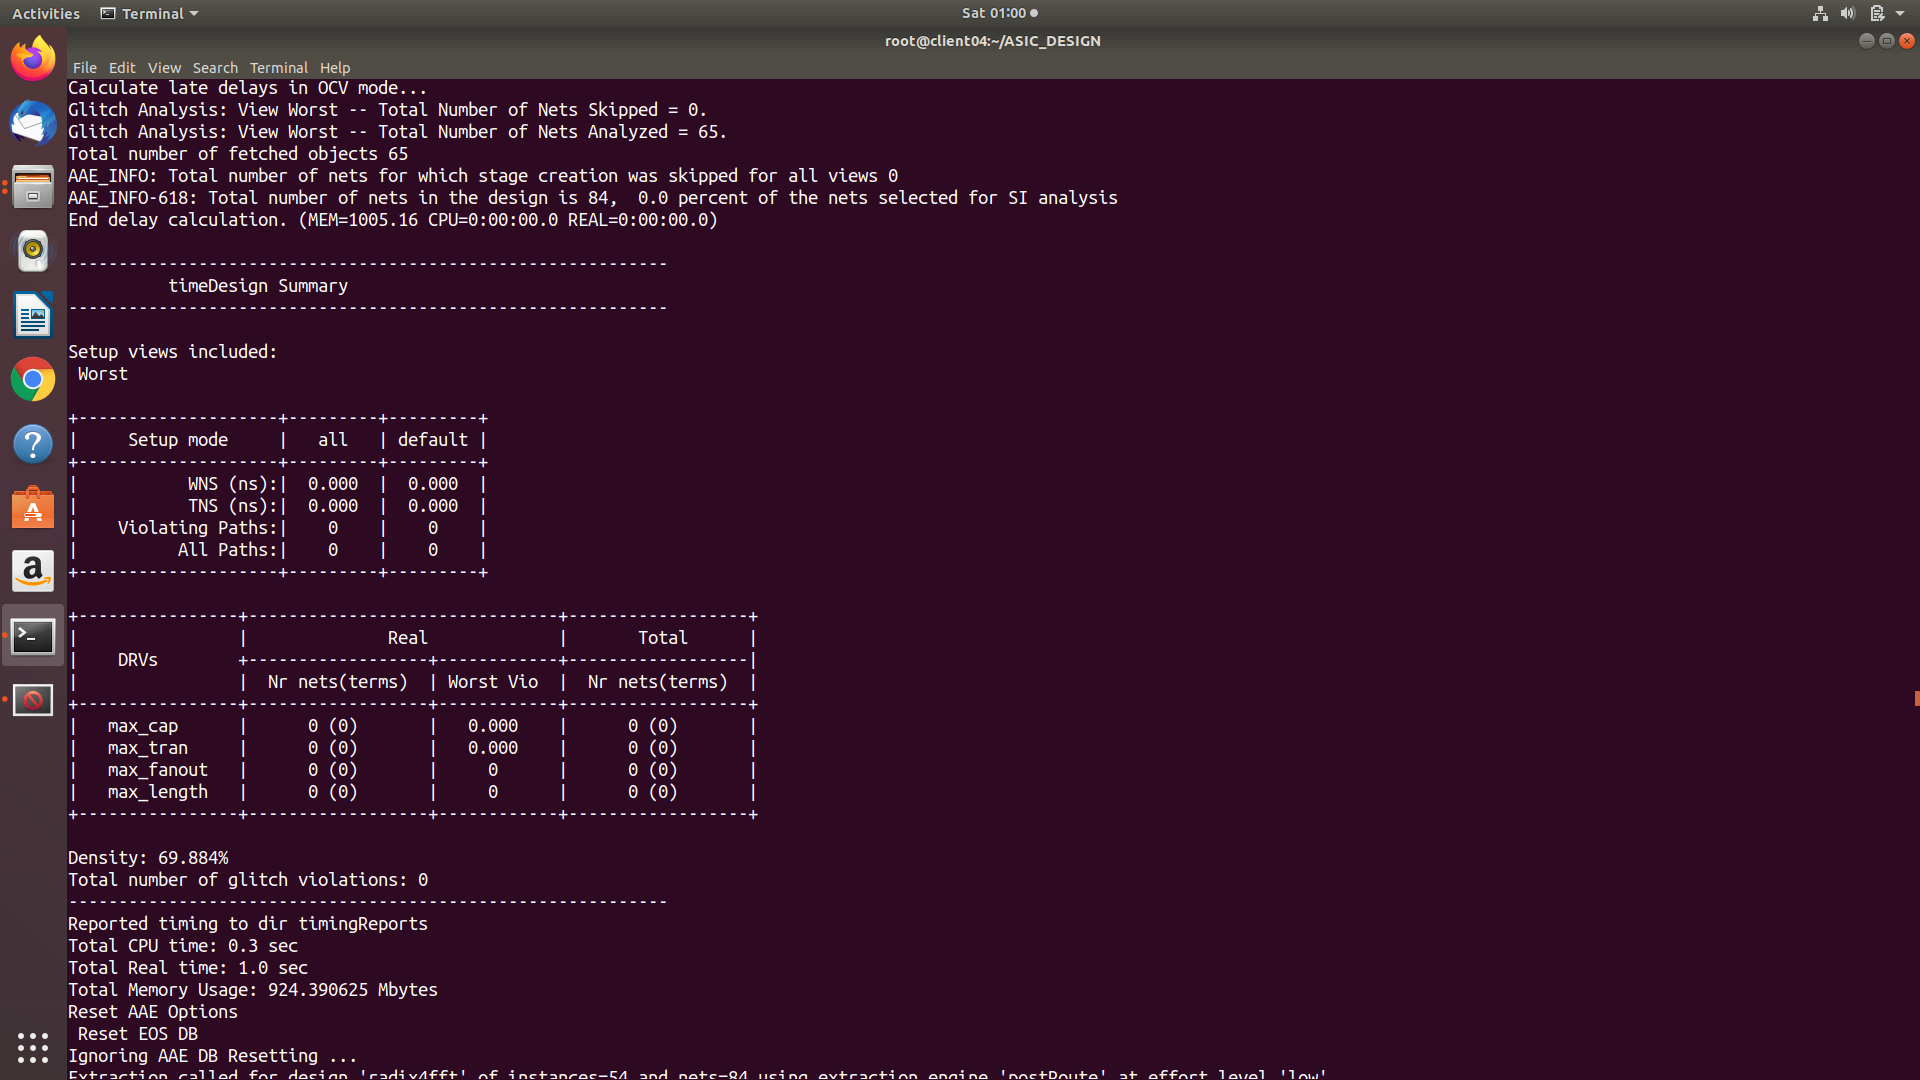 Activities Terminal Sat 01:00
root@client04:~/ASIC_DESIGN
File Edit View Search Terminal Help
Calculate late delays in OCV mode...
Glitch Analysis: View Worst -- Total Number of Nets Skipped = 0.
Glitch Analysis: View Worst -- Total Number of Nets Analyzed = 65.
Total number of fetched objects 65
AAE_INFO: Total number of nets for which stage creation was skipped for all views 0
AAE_INFO-618: Total number of nets in the design is 84,  0.0 percent of the nets selected for SI analysis
End delay calculation. (MEM=1005.16 CPU=0:00:00.0 REAL=0:00:00.0)
------------------------------------------------------------
          timeDesign Summary
------------------------------------------------------------
Setup views included:
 Worst
+--------------------+---------+---------+
|     Setup mode     |   all   | default |
+--------------------+---------+---------+
|           WNS (ns):|  0.000  |  0.000  |
|           TNS (ns):|  0.000  |  0.000  |
|    Violating Paths:|    0    |    0    |
|          All Paths:|    0    |    0    |
+--------------------+---------+---------+
+----------------+-------------------------------+------------------+
|                |              Real             |       Total      |
|    DRVs        +------------------+------------+------------------|
|                |  Nr nets(terms)  | Worst Vio  |  Nr nets(terms)  |
+----------------+------------------+------------+------------------+
|   max_cap      |      0 (0)       |   0.000    |      0 (0)       |
|   max_tran     |      0 (0)       |   0.000    |      0 (0)       |
|   max_fanout   |      0 (0)       |     0      |      0 (0)       |
|   max_length   |      0 (0)       |     0      |      0 (0)       |
+----------------+------------------+------------+------------------+
Density: 69.884%
Total number of glitch violations: 0
------------------------------------------------------------
Reported timing to dir timingReports
Total CPU time: 0.3 sec
Total Real time: 1.0 sec
Total Memory Usage: 924.390625 Mbytes
Reset AAE Options
 Reset EOS DB
Ignoring AAE DB Resetting ...
Extraction called for design 'radix4fft' of instances=54 and nets=84 using extraction engine 'postRoute' at effort level 'low'